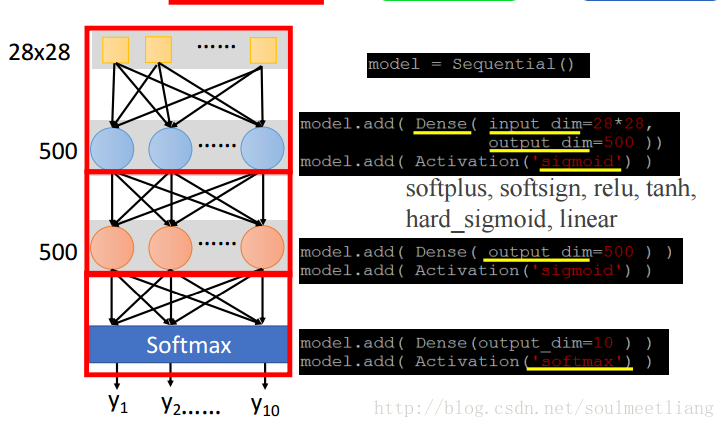 28x28
……
model = Sequential()
500
……
model.add( Dense( input_dim=28*28,
output_dim=500 ))
model.add( Activation('sigmoid') )
softplus, softsign, relu, tanh,
hard_sigmoid, linear
500
……
model.add( Dense( output_dim=500 ) )
model.add( Activation('sigmoid') )
Softmax
model.add( Dense(output_dim=10 ) )
model.add( Activation('softmax') )
y1 y2...... y10
http://blog.csdn.net/soulmeetliang